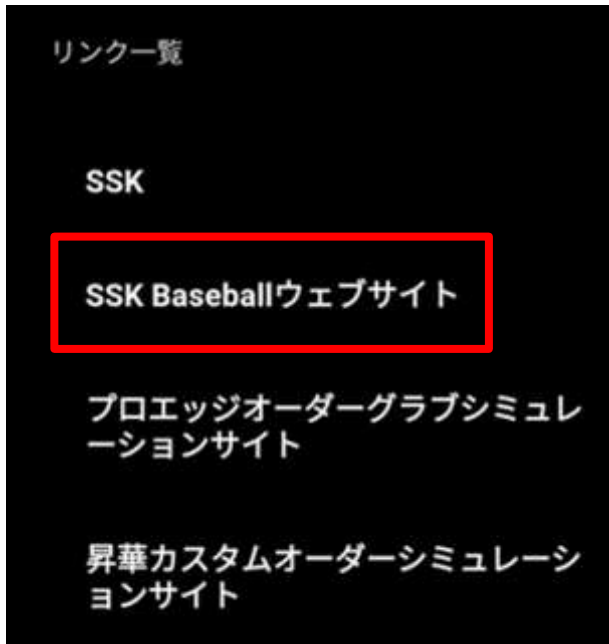 リンク一覧
SSK
SSK Baseballウェブサイト
プロエッジオーダーグラブシミュレ
ーションサイト
昇華カスタムオーダーシミュレーシ
ョンサイト